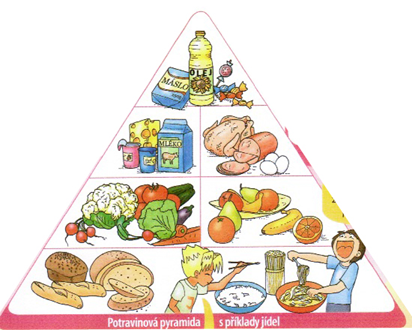 OLEJ
MÁSLO
MLÉKO
Potravinová pyramida s příklady jídel